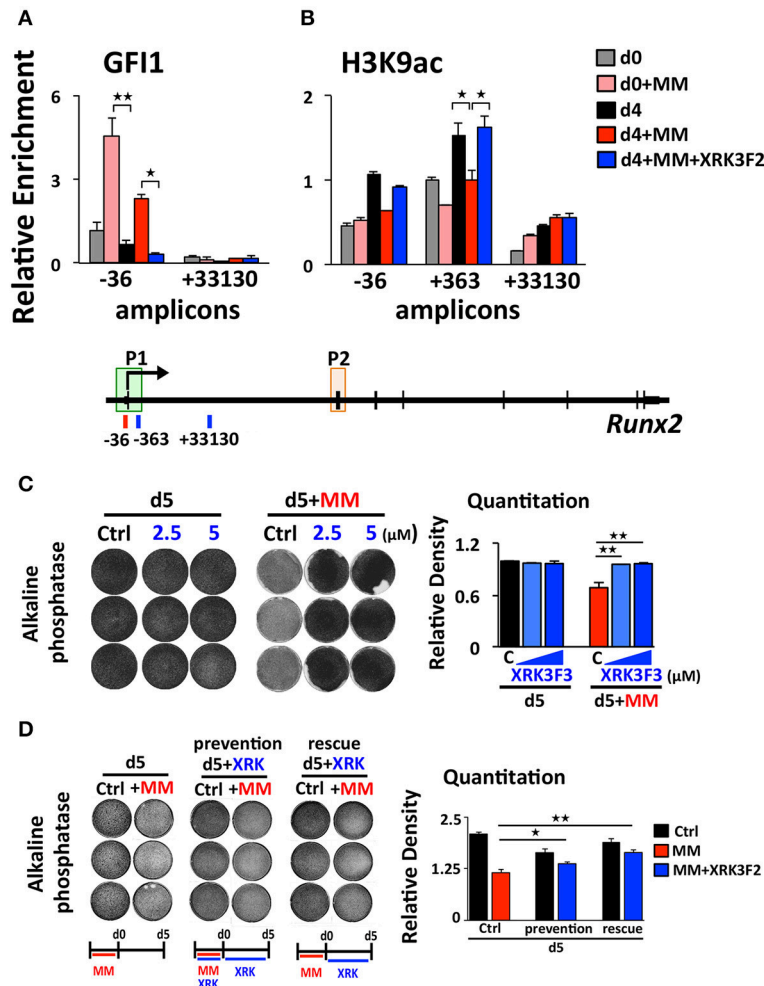 A
B
GFI1
H3K9ac
d0
d0+MM
d4
d4+MM
d4+MM+XRK3F2
Relative Enrichment
6
3
0
★★
★
-36 +33130
amplicons
2
1
0
★ ★
-36 +363 +33130
amplicons
P1
P2
-36 -363 +33130
Runx2
C
d5
d5+MM
Ctrl 2.5 5
Ctrl 2.5 5 (μM)
Alkaline phosphatase
Quantitation
Relative Density
1.2
0.6
0
★★
★★
C
C
XRK3F3 XRK3F3 (μM)
d5 d5+MM
D
d5
prevention
d5+XRK
rescue
d5+XRK
Ctrl +MM Ctrl +MM Ctrl +MM
Alkaline phosphatase
d0 d5 d0 d5 d0 d5
MM
MM XRK
XRK
MM XRK
Quantitation
Relative Density
2.5
1.25
0
★★
★
Ctrl
MM
MM+XRK3F2
Ctrl prevention rescue
d5